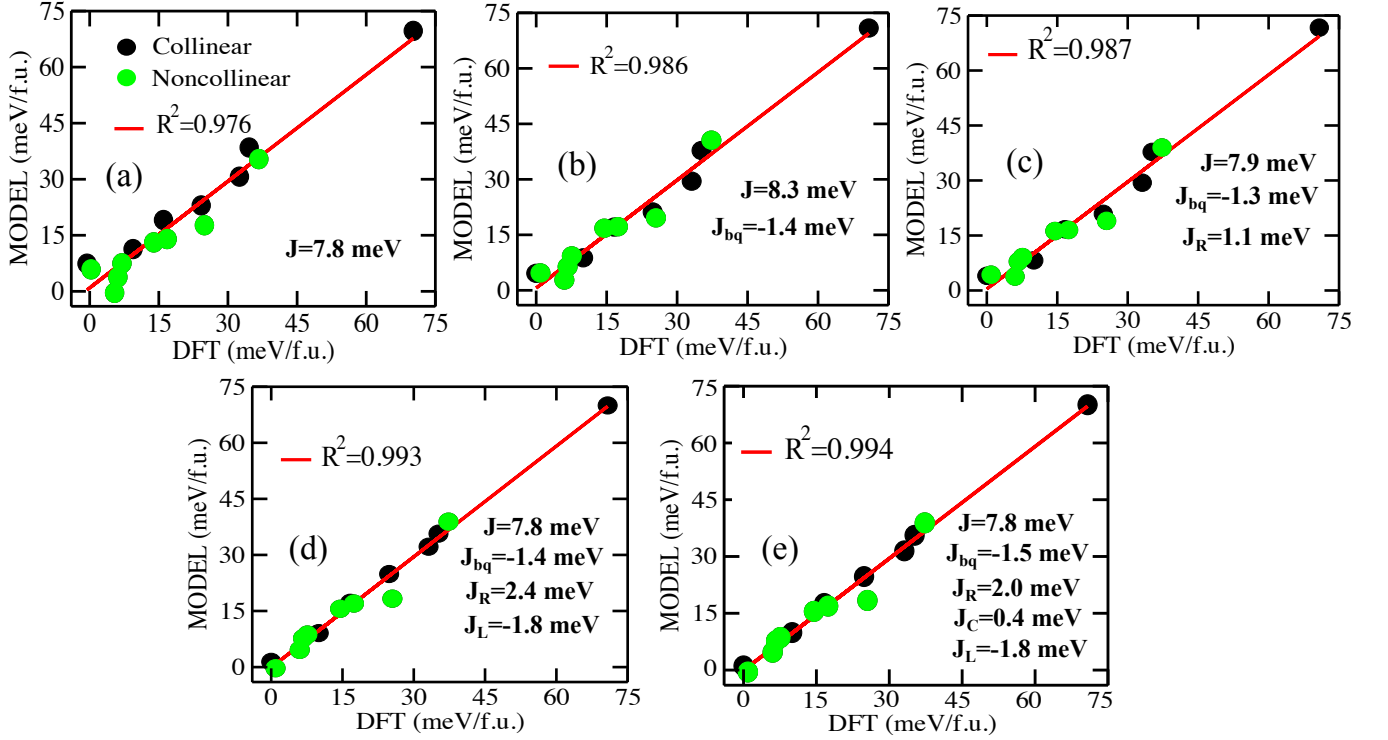 75
60
45
30
15
0
MODEL (meV/f.u.)
Collinear
Noncollinear
R²=0.976
(a)
J=7.8 meV
0 15 30 45 60 75
DFT (meV/f.u.)
75
60
45
30
15
0
MODEL (meV/f.u.)
R²=0.986
(b)
J=8.3 meV
J_bq=-1.4 meV
0 15 30 45 60 75
DFT (meV/f.u.)
75
60
45
30
15
0
MODEL (meV/f.u.)
R²=0.987
(c)
J=7.9 meV
J_bq=-1.3 meV
J_R=1.1 meV
0 15 30 45 60 75
DFT (meV/f.u.)
75
60
45
30
15
0
MODEL (meV/f.u.)
R²=0.993
(d)
J=7.8 meV
J_bq=-1.4 meV
J_R=2.4 meV
J_L=-1.8 meV
0 15 30 45 60 75
DFT (meV/f.u.)
75
60
45
30
15
0
MODEL (meV/f.u.)
R²=0.994
(e)
J=7.8 meV
J_bq=-1.5 meV
J_R=2.0 meV
J_C=0.4 meV
J_L=-1.8 meV
0 15 30 45 60 75
DFT (meV/f.u.)